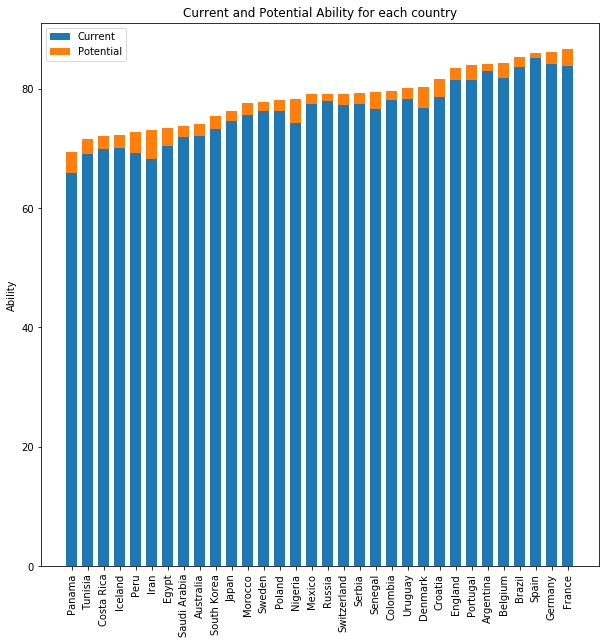 Current and Potential Ability for each country
Current
Potential
Ability
80
60
40
20
0
Panama
Tunisia
Costa Rica
Iceland
Peru
Iran
Egypt
Saudi Arabia
Australia
South Korea
Japan
Morocco
Sweden
Poland
Nigeria
Mexico
Russia
Switzerland
Serbia
Senegal
Colombia
Uruguay
Denmark
Croatia
England
Portugal
Argentina
Belgium
Brazil
Spain
Germany
France